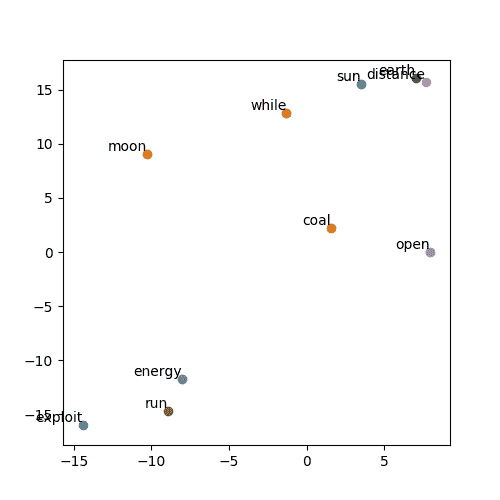 earth
distance
sun
while
moon
coal
open
energy
run
exploit
15
10
5
0
−5
−10
−15
−15
−10
−5
0
5